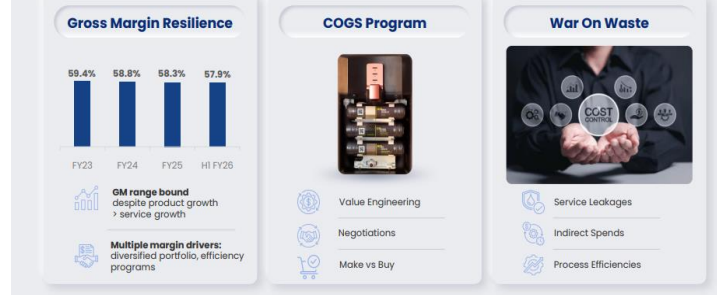 Gross Margin Resilience
59.4% 58.8% 58.3% 57.9%
FY23 FY24 FY25 H1 FY26
GM range bound
despite product growth
> service growth
Multiple margin drivers:
diversified portfolio, efficiency
programs
COGS Program
Value Engineering
Negotiations
Make vs Buy
War On Waste
COST
CONTROL
Service Leakages
Indirect Spends
Process Efficiencies